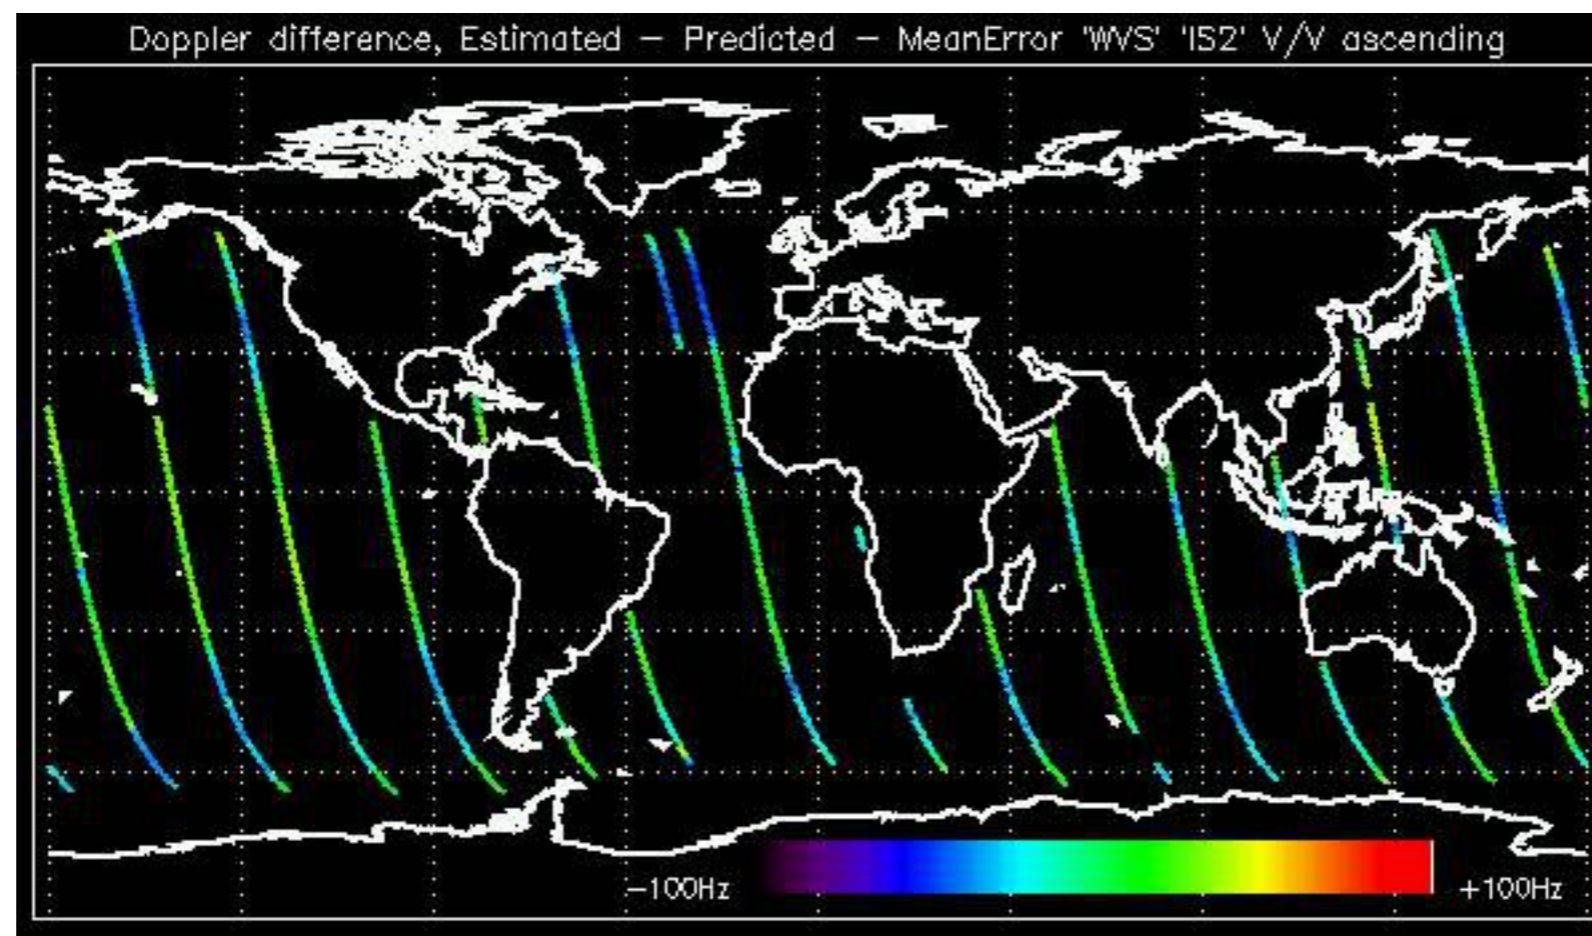 Doppler difference, Estimated - Predicted - MeanError 'WVS' 'IS2' V/V ascending
-100Hz
+100Hz